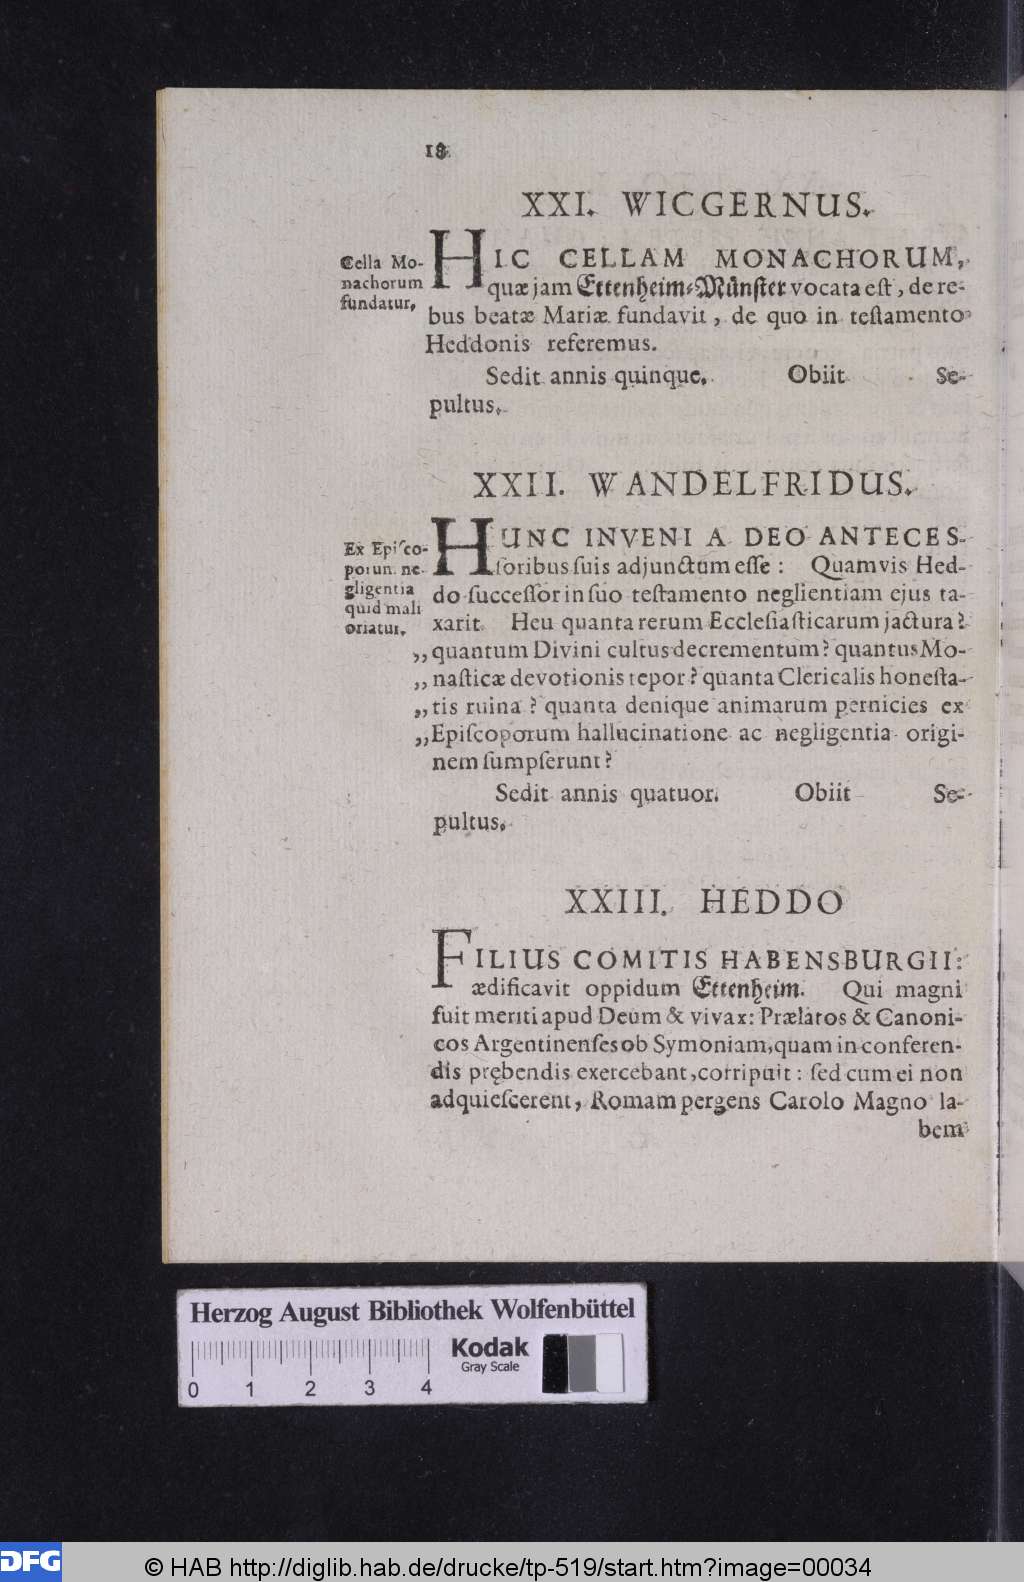 18
XXI. WICGERNUS.
Cella Mo-
nachorum
fundatur.
HIC CELLAM MONACHORUM,
quæ jam Ettenheim-Münster vocata est, de re-
bus beatæ Mariæ fundavit, de quo in testamento
Heddonis referemus.
Sedit annis quinque. Obiit Se-
pultus.
XXII. WANDELFRIDUS.
Ex Episco-
porum ne-
gligentia
quid mali
oriatur.
HUNC INVENI A DEO ANTECES-
soribus suis adjunctum esse: Quamvis Hed-
do successor in suo testamento neglientiam ejus ta-
xarit. Heu quanta rerum Ecclesiasticarum jactura?
„quantum Divini cultus decrementum? quantus Mo-
„nasticæ devotionis tepor? quanta Clericalis honesta-
„tis ruina? quanta denique animarum pernicies ex
„Episcoporum hallucinatione ac negligentia origi-
nem sumpserunt?
Sedit annis quatuor. Obiit Se-
pultus.
XXIII. HEDDO
FILIUS COMITIS HABENSBURGII:
ædificavit oppidum Ettenheim. Qui magni
fuit meriti apud Deum & vivax: Prælatos & Canoni-
cos Argentinenses ob Symoniam, quam in conferen-
dis prębendis exercebant, corripuit: sed cum ei non
adquiescerent, Romam pergens Carolo Magno la-
bem
Herzog August Bibliothek Wolfenbüttel
Kodak
Gray Scale
0 1 2 3 4
DFG
© HAB http://diglib.hab.de/drucke/tp-519/start.htm?image=00034